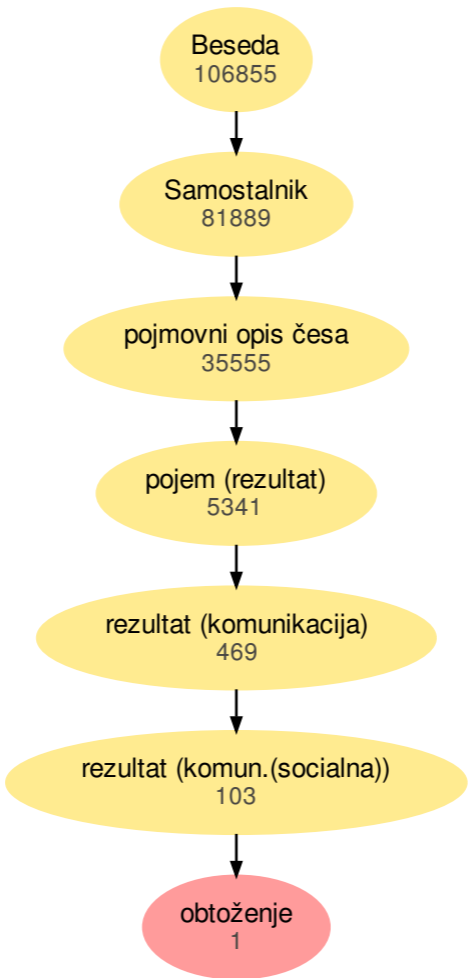 Beseda
106855
Samostalnik
81889
pojmovni opis česa
35555
pojem (rezultat)
5341
rezultat (komunikacija)
469
rezultat (komun.(socialna))
103
obtoženje
1